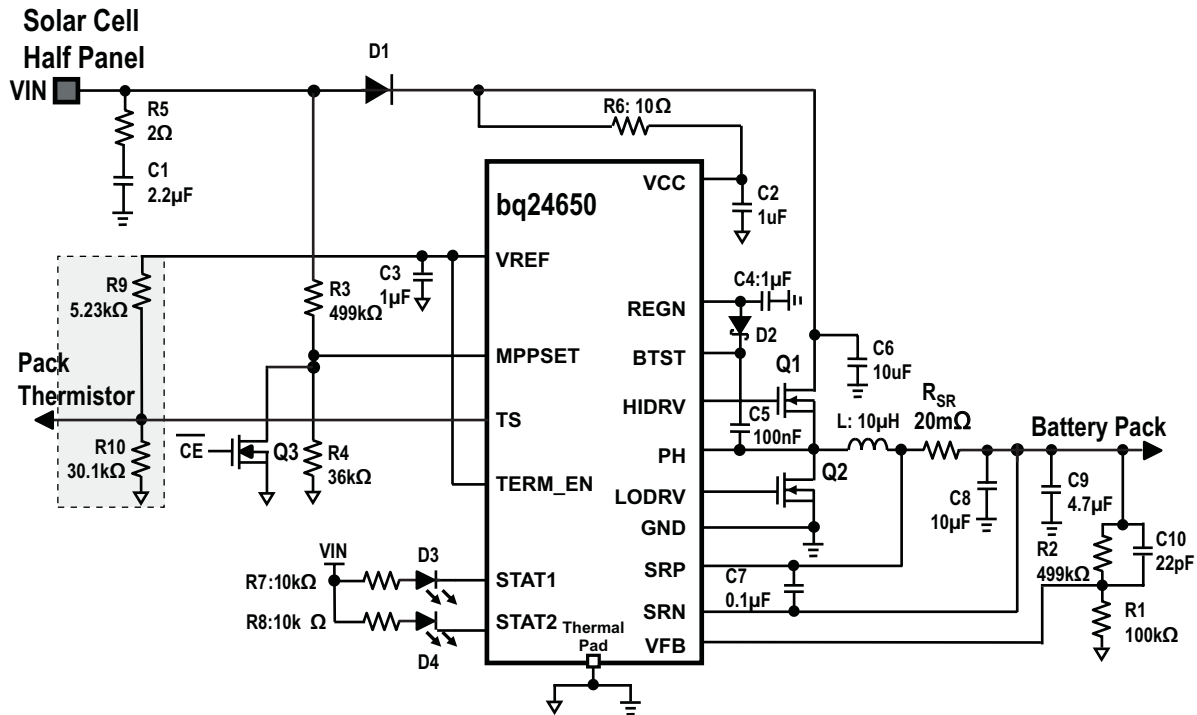 Solar Cell
Half Panel
VIN
D1
R5
2Ω
C1
2.2µF
R6: 10Ω
VCC
C2
1uF
bq24650
VREF
C3
1µF
R9
5.23kΩ
R3
499kΩ
C4:1µF
REGN
D2
BTST
C6
10uF
MPPSET
Pack
Thermistor
Q1
HIDRV
RSR
20mΩ
TS
C5
100nF
L: 10µH
Battery Pack
R10
30.1kΩ
CE
Q3
R4
36kΩ
PH
Q2
TERM_EN
LODRV
C8
10µF
C9
4.7µF
GND
R2
499kΩ
C10
22pF
VIN
D3
R7:10kΩ
STAT1
SRP
C7
0.1µF
R8:10k Ω
STAT2
SRN
R1
100kΩ
D4
Thermal
Pad
VFB